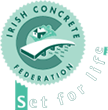 IRISH CONCRETE
FEDERATION
Set for life